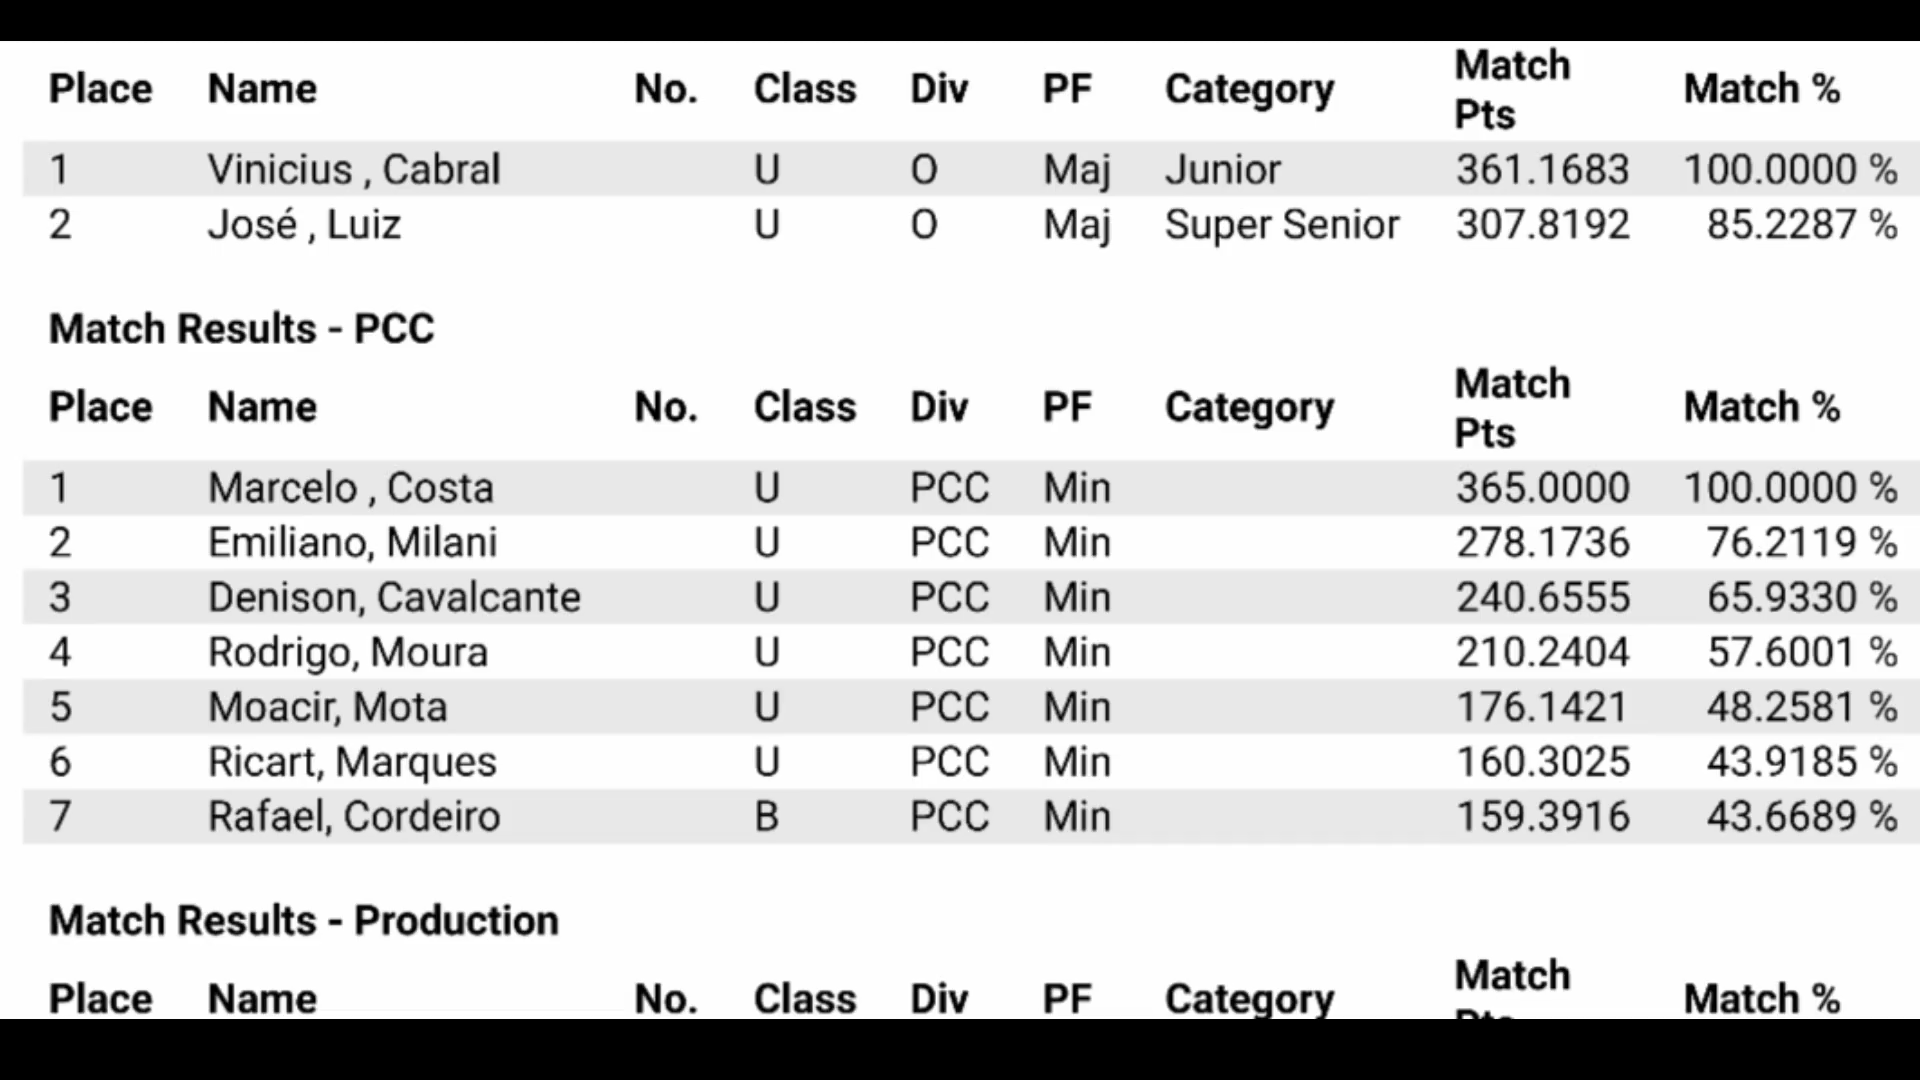 Place Name No. Class Div PF Category Match Pts Match %
1 Vinicius , Cabral U O Maj Junior 361.1683 100.0000 %
2 José , Luiz U O Maj Super Senior 307.8192 85.2287 %
Match Results - PCC
Place Name No. Class Div PF Category Match Pts Match %
1 Marcelo , Costa U PCC Min 365.0000 100.0000 %
2 Emiliano, Milani U PCC Min 278.1736 76.2119 %
3 Denison, Cavalcante U PCC Min 240.6555 65.9330 %
4 Rodrigo, Moura U PCC Min 210.2404 57.6001 %
5 Moacir, Mota U PCC Min 176.1421 48.2581 %
6 Ricart, Marques U PCC Min 160.3025 43.9185 %
7 Rafael, Cordeiro B PCC Min 159.3916 43.6689 %
Match Results - Production
Place Name No. Class Div PF Category Match Pts Match %